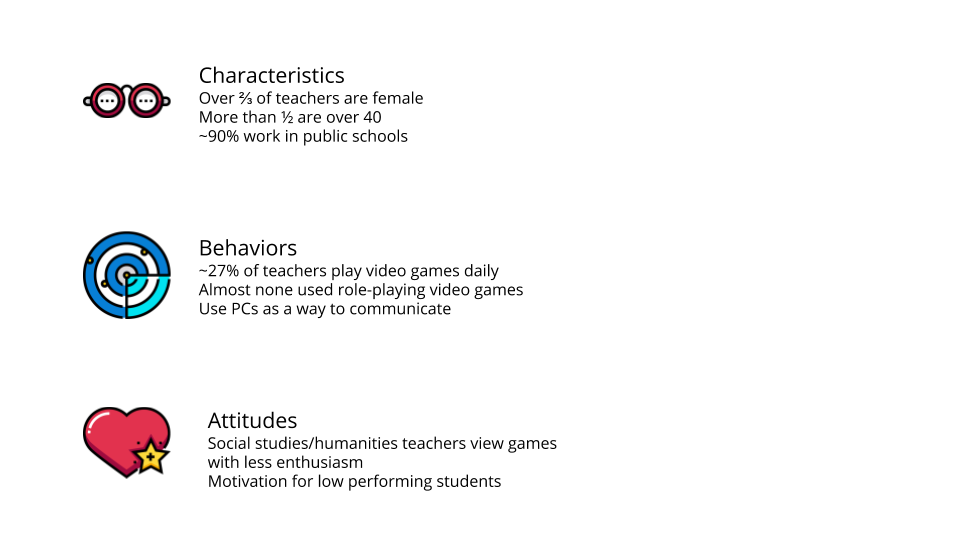 Characteristics
Over ⅔ of teachers are female
More than ½ are over 40
~90% work in public schools
Behaviors
~27% of teachers play video games daily
Almost none used role-playing video games
Use PCs as a way to communicate
Attitudes
Social studies/humanities teachers view games
with less enthusiasm
Motivation for low performing students